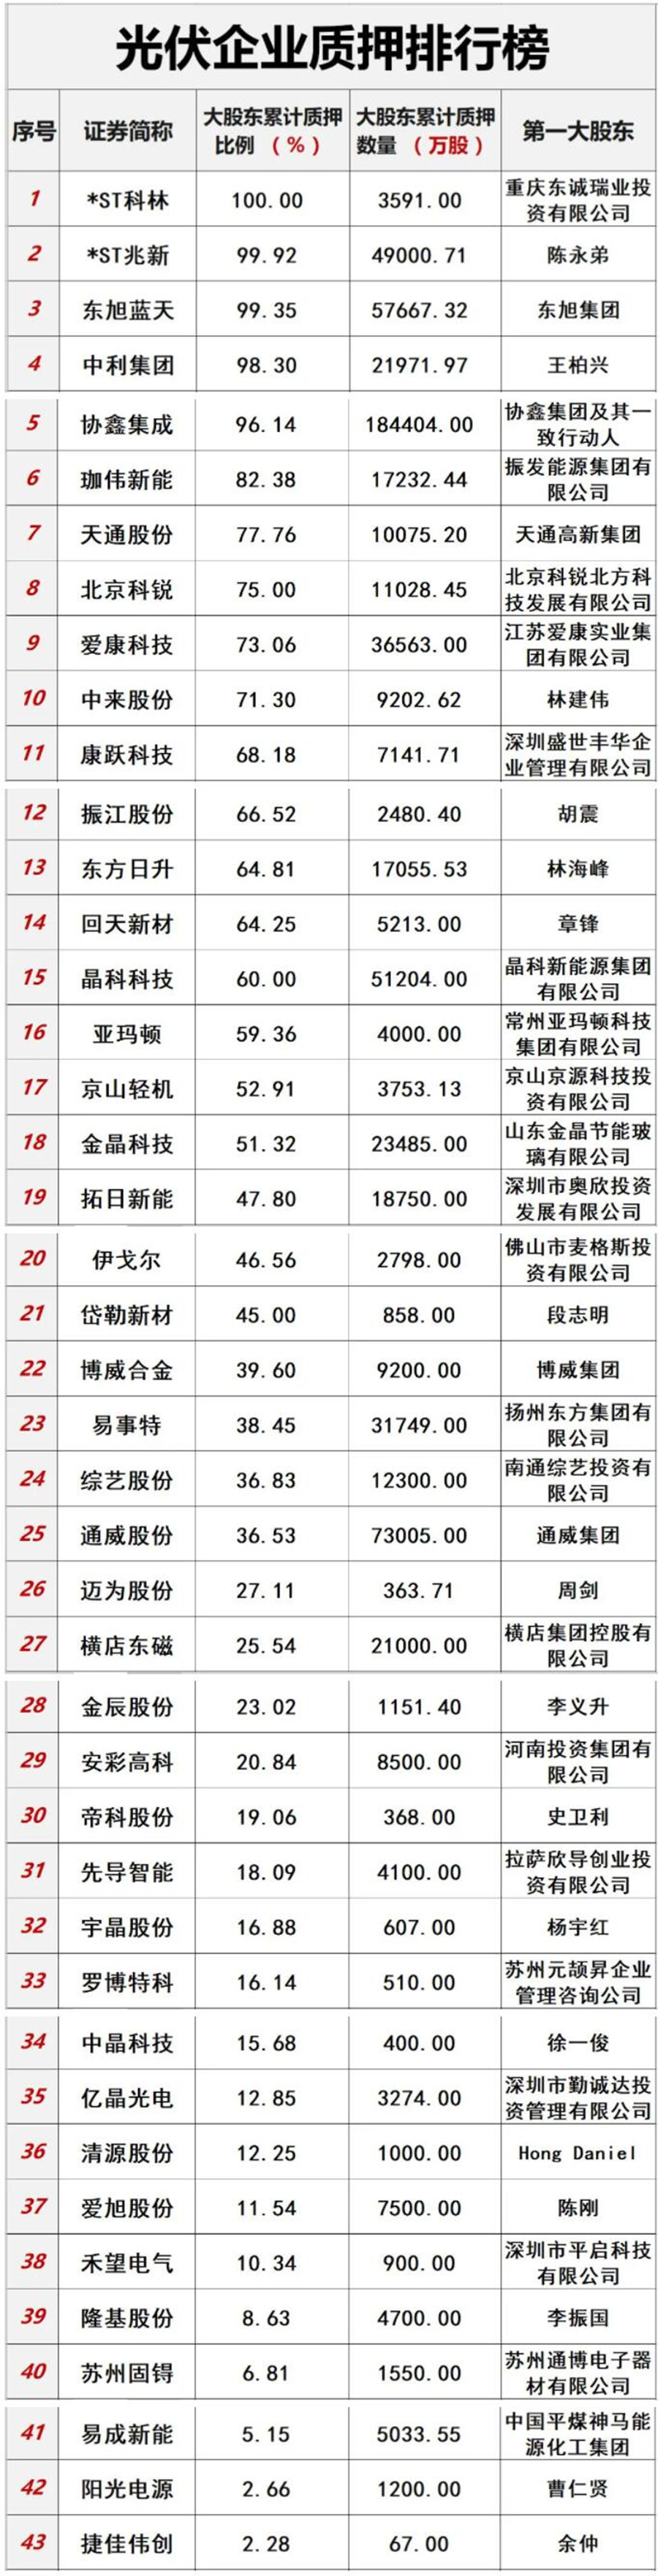 光伏企业质押排行榜
序号 证券简称 大股东累计质押比例（%） 大股东累计质押数量（万股） 第一大股东
1 *ST科林 100.00 3591.00 重庆东诚瑞业投资有限公司
2 *ST兆新 99.92 49000.71 陈永弟
3 东旭蓝天 99.35 57667.32 东旭集团
4 中利集团 98.30 21971.97 王柏兴
5 协鑫集成 96.14 184404.00 协鑫集团及其一致行动人
6 珈伟新能 82.38 17232.44 振发能源集团有限公司
7 天通股份 77.76 10075.20 天通高新集团
8 北京科锐 75.00 11028.45 北京科锐北方科技发展有限公司
9 爱康科技 73.06 36563.00 江苏爱康实业集团有限公司
10 中来股份 71.30 9202.62 林建伟
11 康跃科技 68.18 7141.71 深圳盛世丰华企业管理有限公司
12 振江股份 66.52 2480.40 胡震
13 东方日升 64.81 17055.53 林海峰
14 回天新材 64.25 5213.00 章锋
15 晶科科技 60.00 51204.00 晶科新能源集团有限公司
16 亚玛顿 59.36 4000.00 常州亚玛顿科技集团有限公司
17 京山轻机 52.91 3753.13 京山京源科技投资有限公司
18 金晶科技 51.32 23485.00 山东金晶节能玻璃有限公司
19 拓日新能 47.80 18750.00 深圳市奥欣投资发展有限公司
20 伊戈尔 46.56 2798.00 佛山市麦格斯投资有限公司
21 岱勒新材 45.00 858.00 段志明
22 博威合金 39.60 9200.00 博威集团
23 易事特 38.45 31749.00 扬州东方集团有限公司
24 综艺股份 36.83 12300.00 南通综艺投资有限公司
25 通威股份 36.53 73005.00 通威集团
26 迈为股份 27.11 363.71 周剑
27 横店东磁 25.54 21000.00 横店集团控股有限公司
28 金辰股份 23.02 1151.40 李义升
29 安彩高科 20.84 8500.00 河南投资集团有限公司
30 帝科股份 19.06 368.00 史卫利
31 先导智能 18.09 4100.00 拉萨欣导创业投资有限公司
32 宇晶股份 16.88 607.00 杨宇红
33 罗博特科 16.14 510.00 苏州元颉昇企业管理咨询公司
34 中晶科技 15.68 400.00 徐一俊
35 亿晶光电 12.85 3274.00 深圳市勤诚达投资管理有限公司
36 清源股份 12.25 1000.00 Hong Daniel
37 爱旭股份 11.54 7500.00 陈刚
38 禾望电气 10.34 900.00 深圳市平启科技有限公司
39 隆基股份 8.63 4700.00 李振国
40 苏州固锝 6.81 1550.00 苏州通博电子器材有限公司
41 易成新能 5.15 5033.55 中国平煤神马能源化工集团
42 阳光电源 2.66 1200.00 曹仁贤
43 捷佳伟创 2.28 67.00 余仲